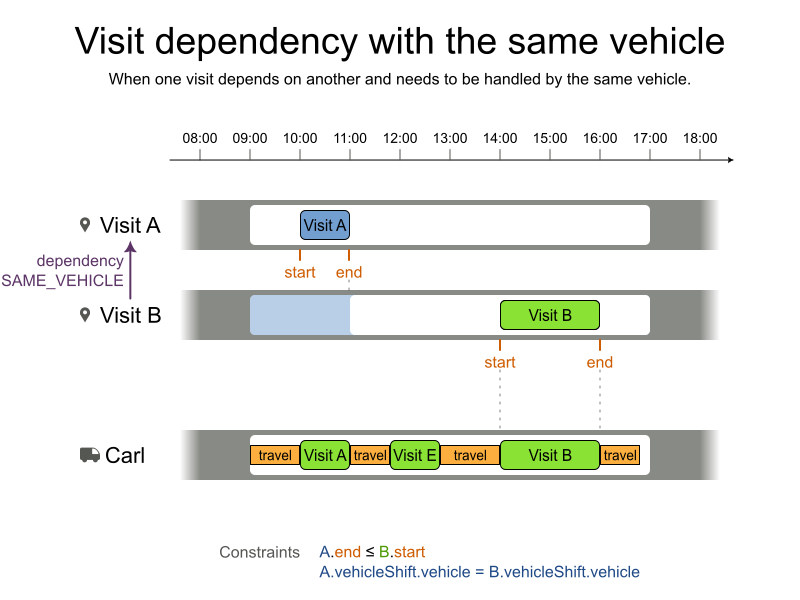 Visit dependency with the same vehicle
When one visit depends on another and needs to be handled by the same vehicle.
08:00 09:00 10:00 11:00 12:00 13:00 14:00 15:00 16:00 17:00 18:00
Visit A
Visit A
start end
dependency
SAME_VEHICLE
Visit B
Visit B
start end
Carl
travel Visit A travel Visit E travel Visit B travel
Constraints A.end ≤ B.start
A.vehicleShift.vehicle = B.vehicleShift.vehicle